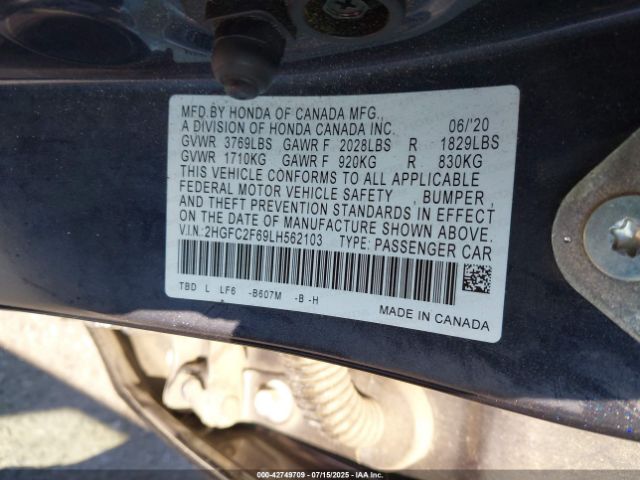 MFD.BY HONDA OF CANADA MFG.,
A DIVISION OF HONDA CANADA INC. 06/'20
GVWR 3769LBS GAWR F 2028LBS R 1829LBS
GVWR 1710KG GAWR F 920KG R 830KG
THIS VEHICLE CONFORMS TO ALL APPLICABLE
FEDERAL MOTOR VEHICLE SAFETY , BUMPER ,
AND THEFT PREVENTION STANDARDS IN EFFECT
ON THE DATE OF MANUFACTURE SHOWN ABOVE.
V.I.N:2HGFC2F69LH562103 TYPE: PASSENGER CAR
TBD L LF6 -B607M -B -H
MADE IN CANADA
000-42749709 07/15/2025 IAA Inc.